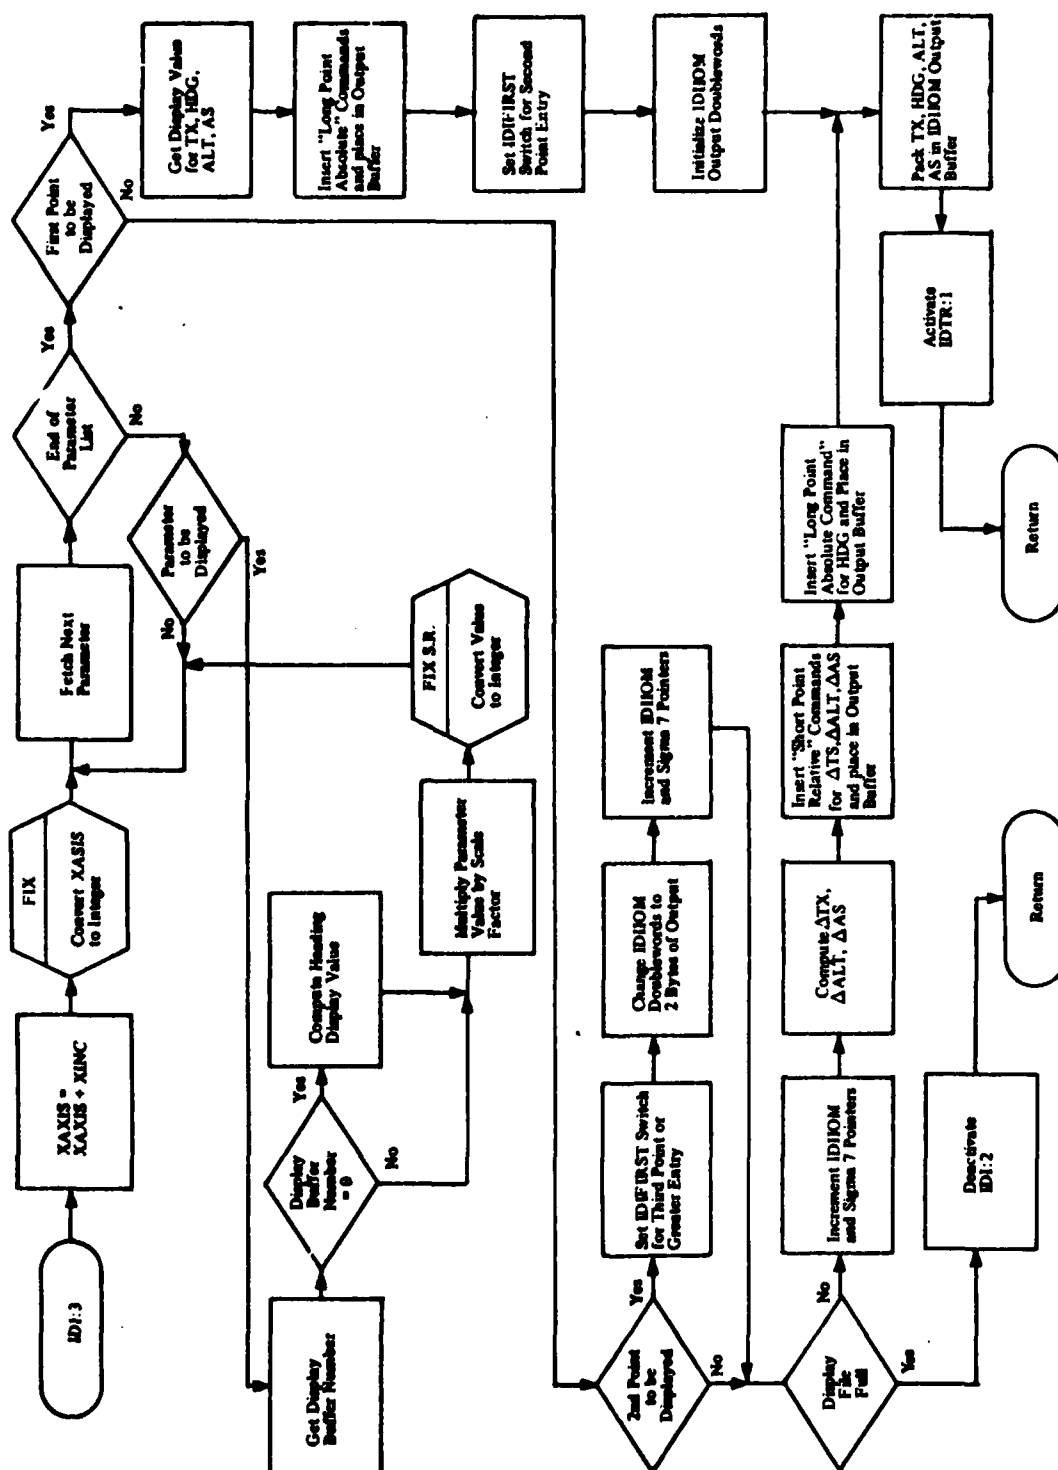 IDI:3
XAXIS =
XAXIS + XINC
FIX
Convert XASIS
to Integer
Fetch Next
Parameter
End of
Parameter
List
Yes
No
First Point
to be
Displayed
Yes
No
Get Display Value
for TX, HDG,
ALT, AS
Insert "Long Point
Absolute" Commands
and place in Output
Buffer
Set IDIFIRST
Switch for Second
Point Entry
Initialize IDIIOM
Output Doublewords
Pack TX, HDG, ALT,
AS in IDIIOM Output
Buffer
Activate
IDTR:1
Return
Parameter
to be
Displayed
No
Yes
Get Display
Buffer Number
Display
Buffer
Number
= 0
Yes
No
Compute Heading
Display Value
Multiply Parameter
Value by Scale
Factor
FIX S.R.
Convert Value
to Integer
2nd Point
to be
Displayed
Yes
No
Set IDIFIRST Switch
for Third Point or
Greater Entry
Change IDIIOM
Doublewords to
2 Bytes of Output
Increment IDIIOM
and Sigma 7 Pointers
Display
File
Full
No
Yes
Increment IDIIOM
and Sigma 7 Pointers
Compute ΔTX,
ΔALT, ΔAS
Insert "Short Point
Relative" Commands
for ΔTS, ΔALT, ΔAS
and place in Output
Buffer
Insert "Long Point
Absolute Command"
for HDG and Place in
Output Buffer
Deactivate
IDI:2
Return